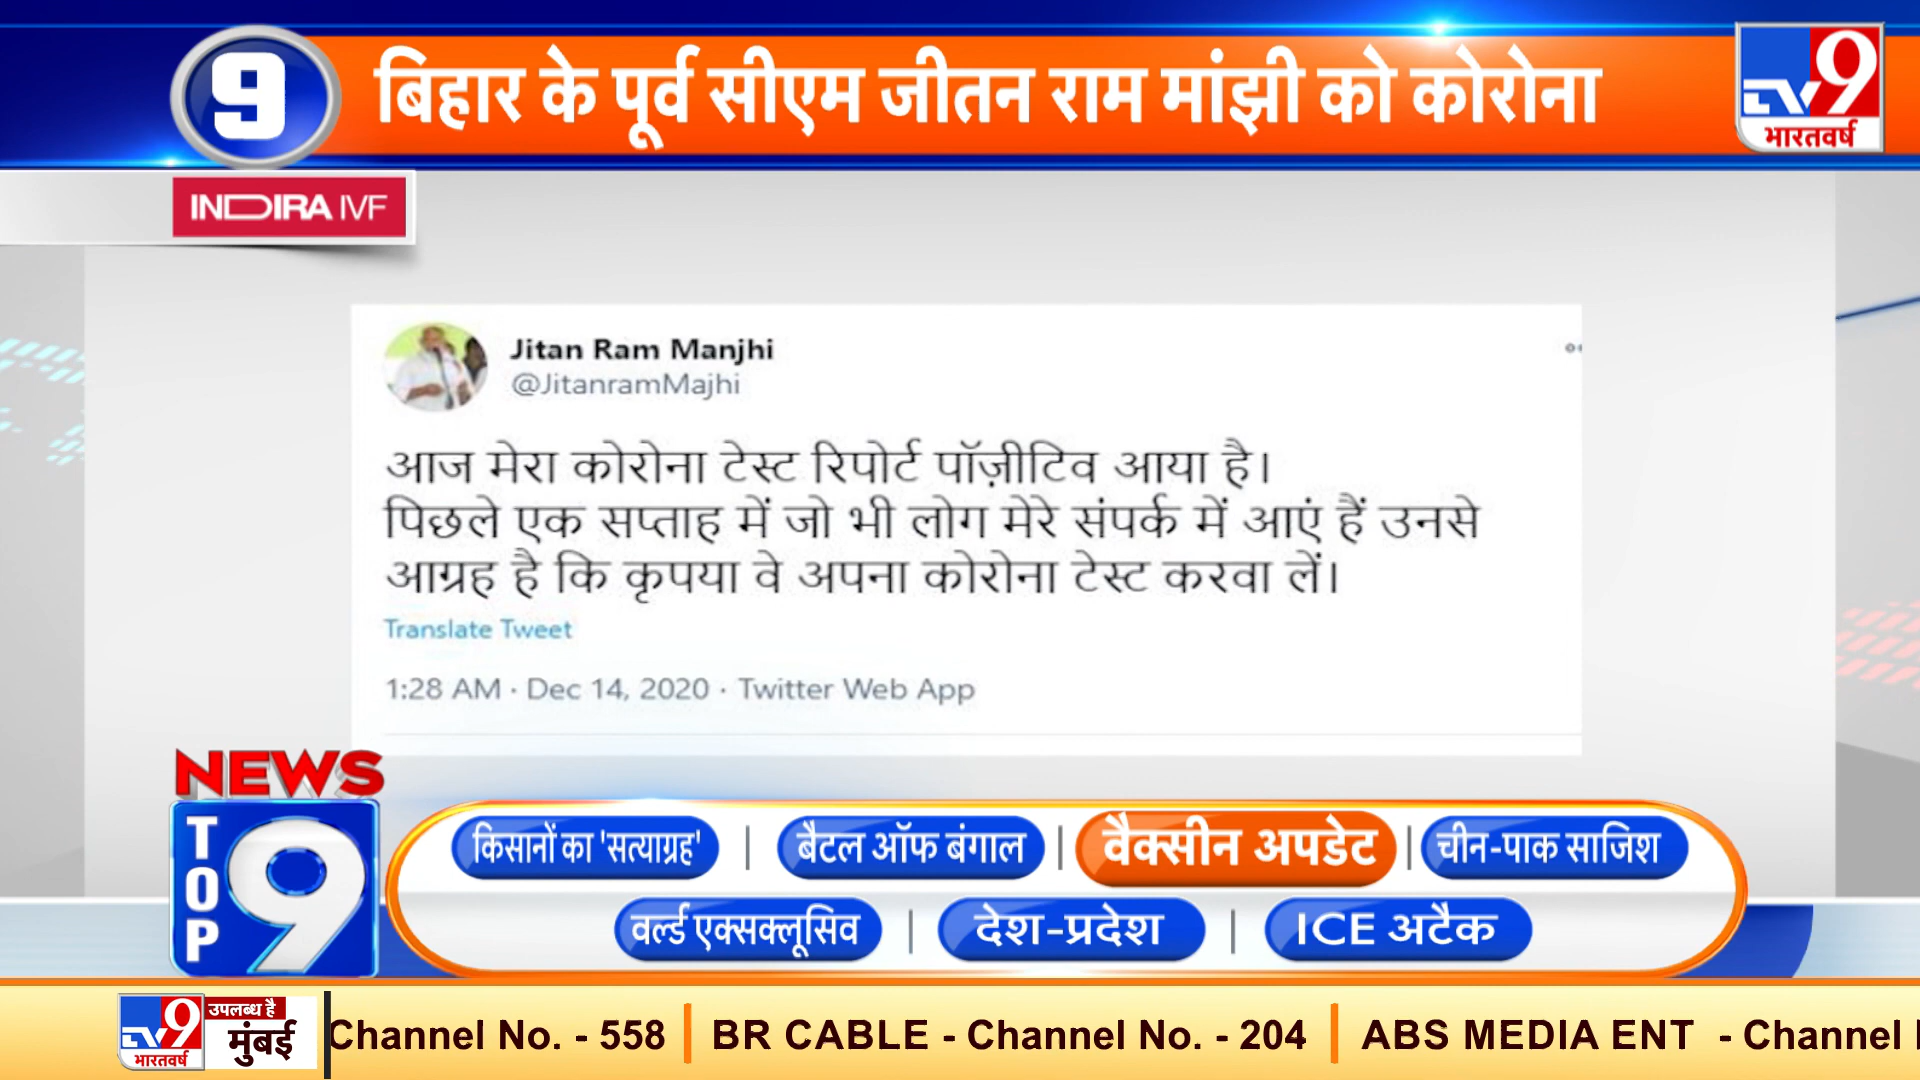 9 बिहार के पूर्व सीएम जीतन राम मांझी को कोरोना
TV9
भारतवर्ष
INDIRA IVF
Jitan Ram Manjhi
@JitanramMajhi
आज मेरा कोरोना टेस्ट रिपोर्ट पॉज़ीटिव आया है।
पिछले एक सप्ताह में जो भी लोग मेरे संपर्क में आएं हैं उनसे
आग्रह है कि कृपया वे अपना कोरोना टेस्ट करवा लें।
Translate Tweet
1:28 AM · Dec 14, 2020 · Twitter Web App
NEWS
TOP 9
किसानों का 'सत्याग्रह' | बैटल ऑफ बंगाल | वैक्सीन अपडेट | चीन-पाक साजिश
वर्ल्ड एक्सक्लूसिव | देश-प्रदेश | ICE अटैक
TV9 भारतवर्ष उपलब्ध है मुंबई
Channel No. - 558 | BR CABLE - Channel No. - 204 | ABS MEDIA ENT - Channel